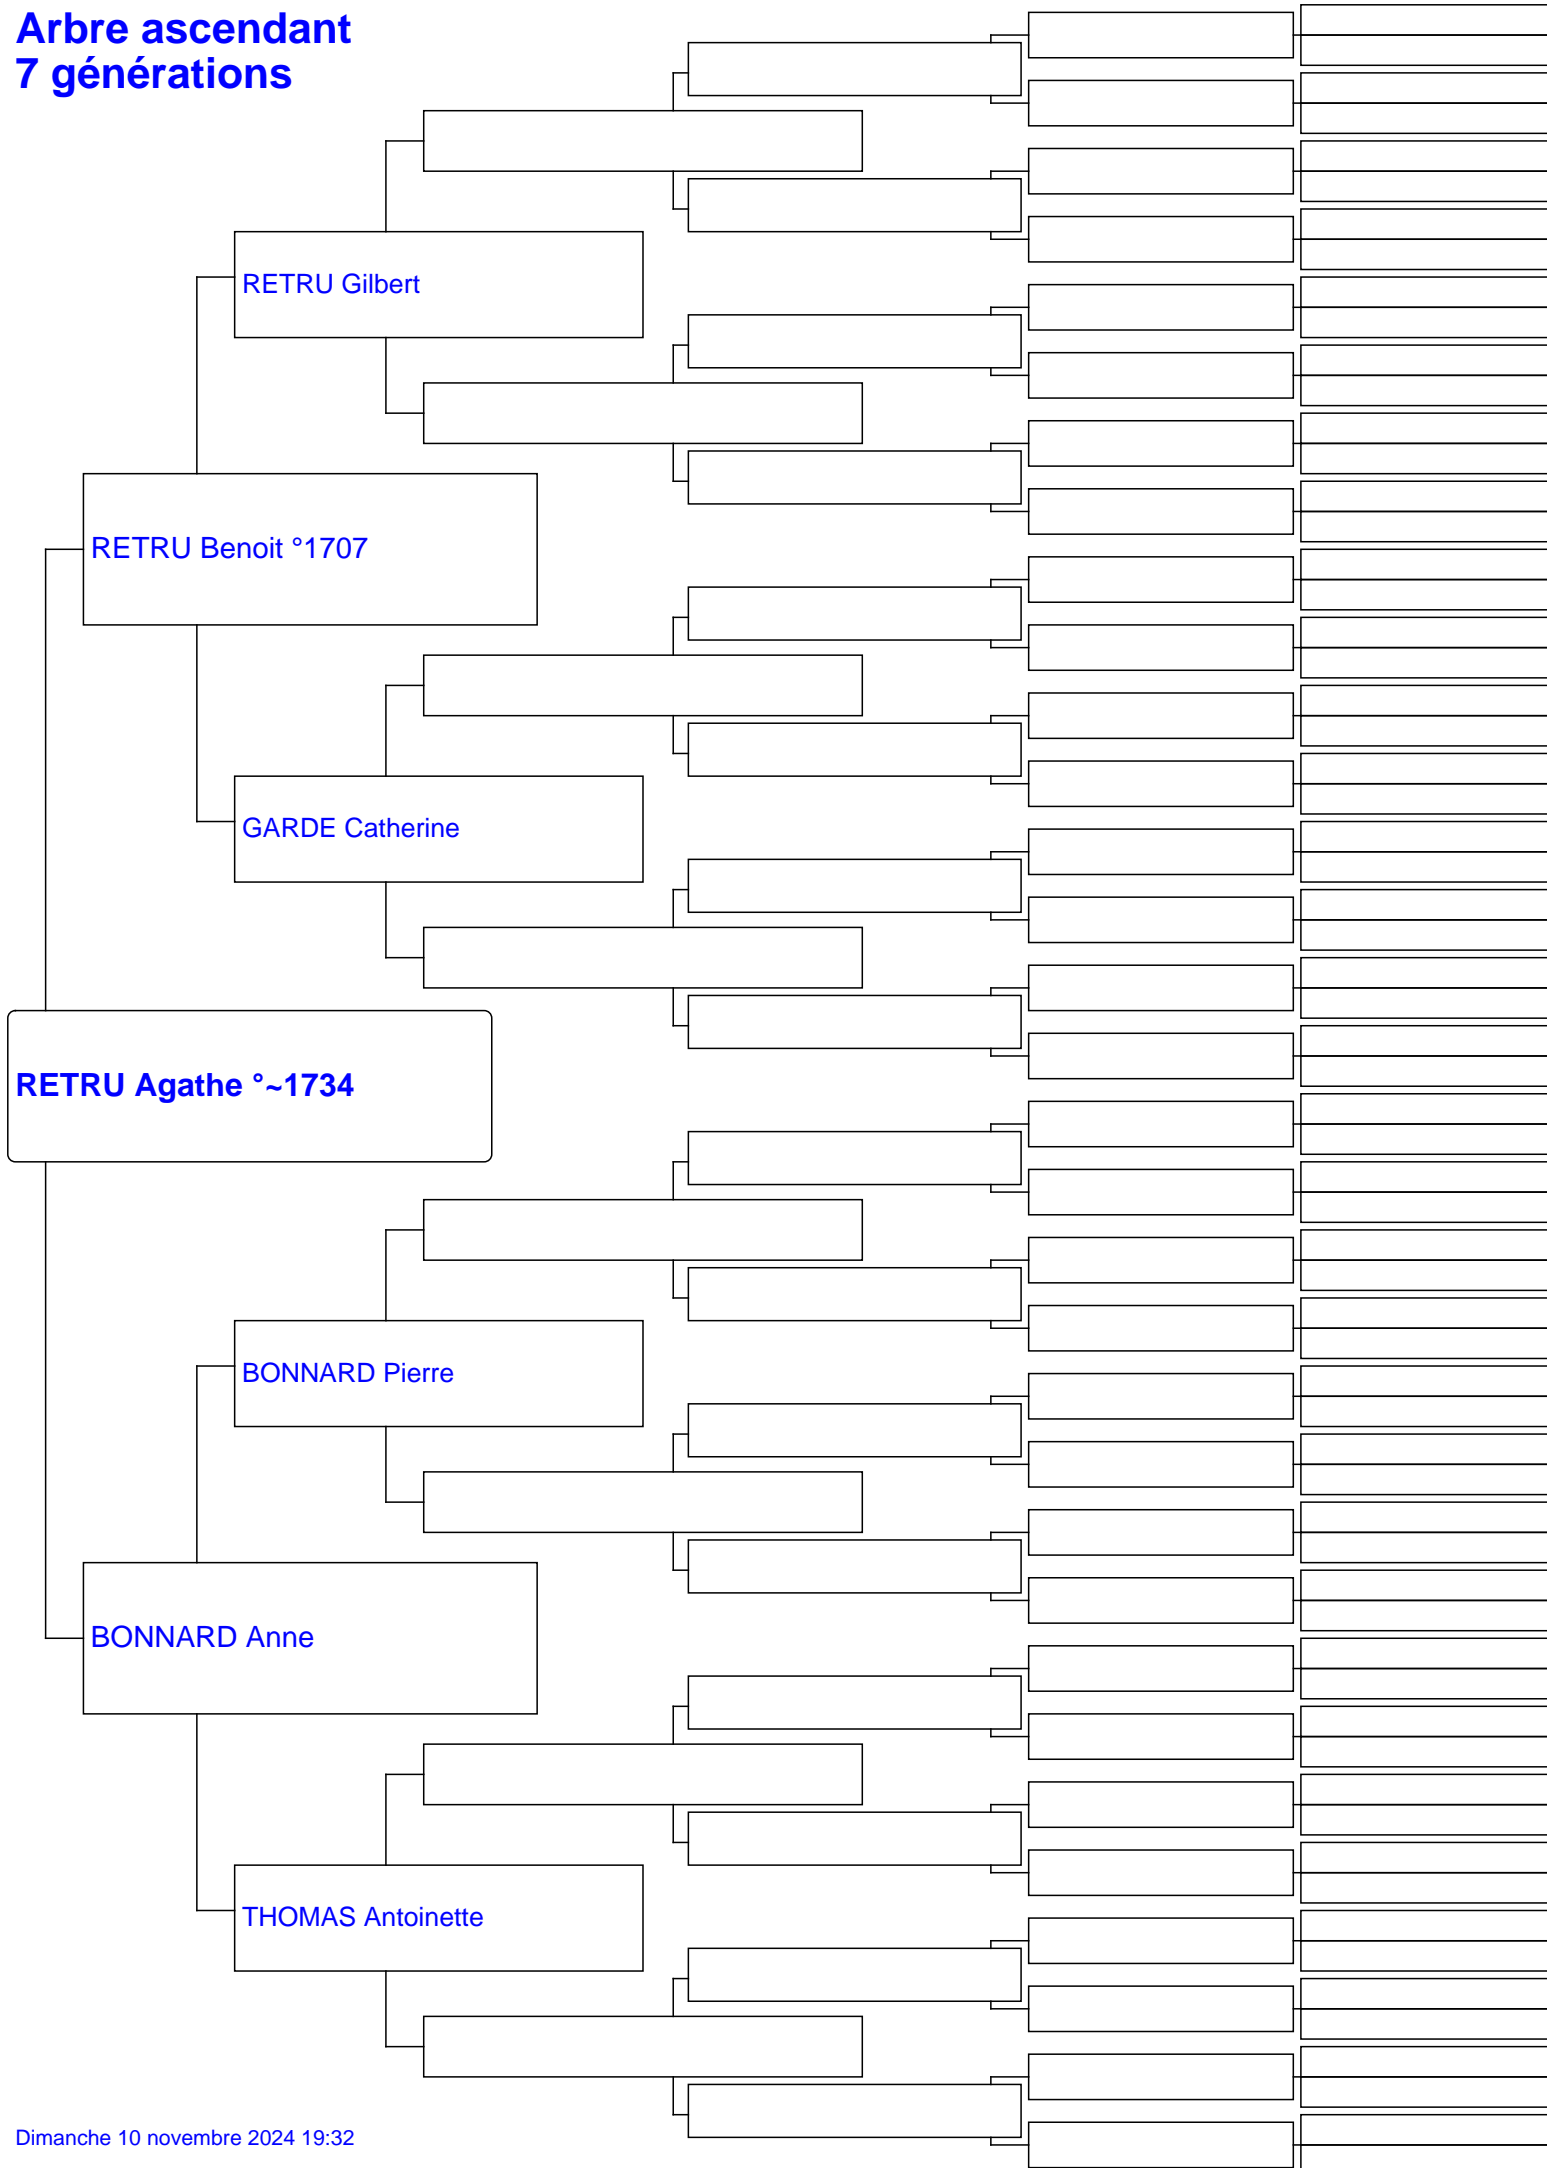 Arbre ascendant
7 générations
RETRU Gilbert
RETRU Benoit °1707
GARDE Catherine
RETRU Agathe °~1734
BONNARD Pierre
BONNARD Anne
THOMAS Antoinette
Dimanche 10 novembre 2024 19:32